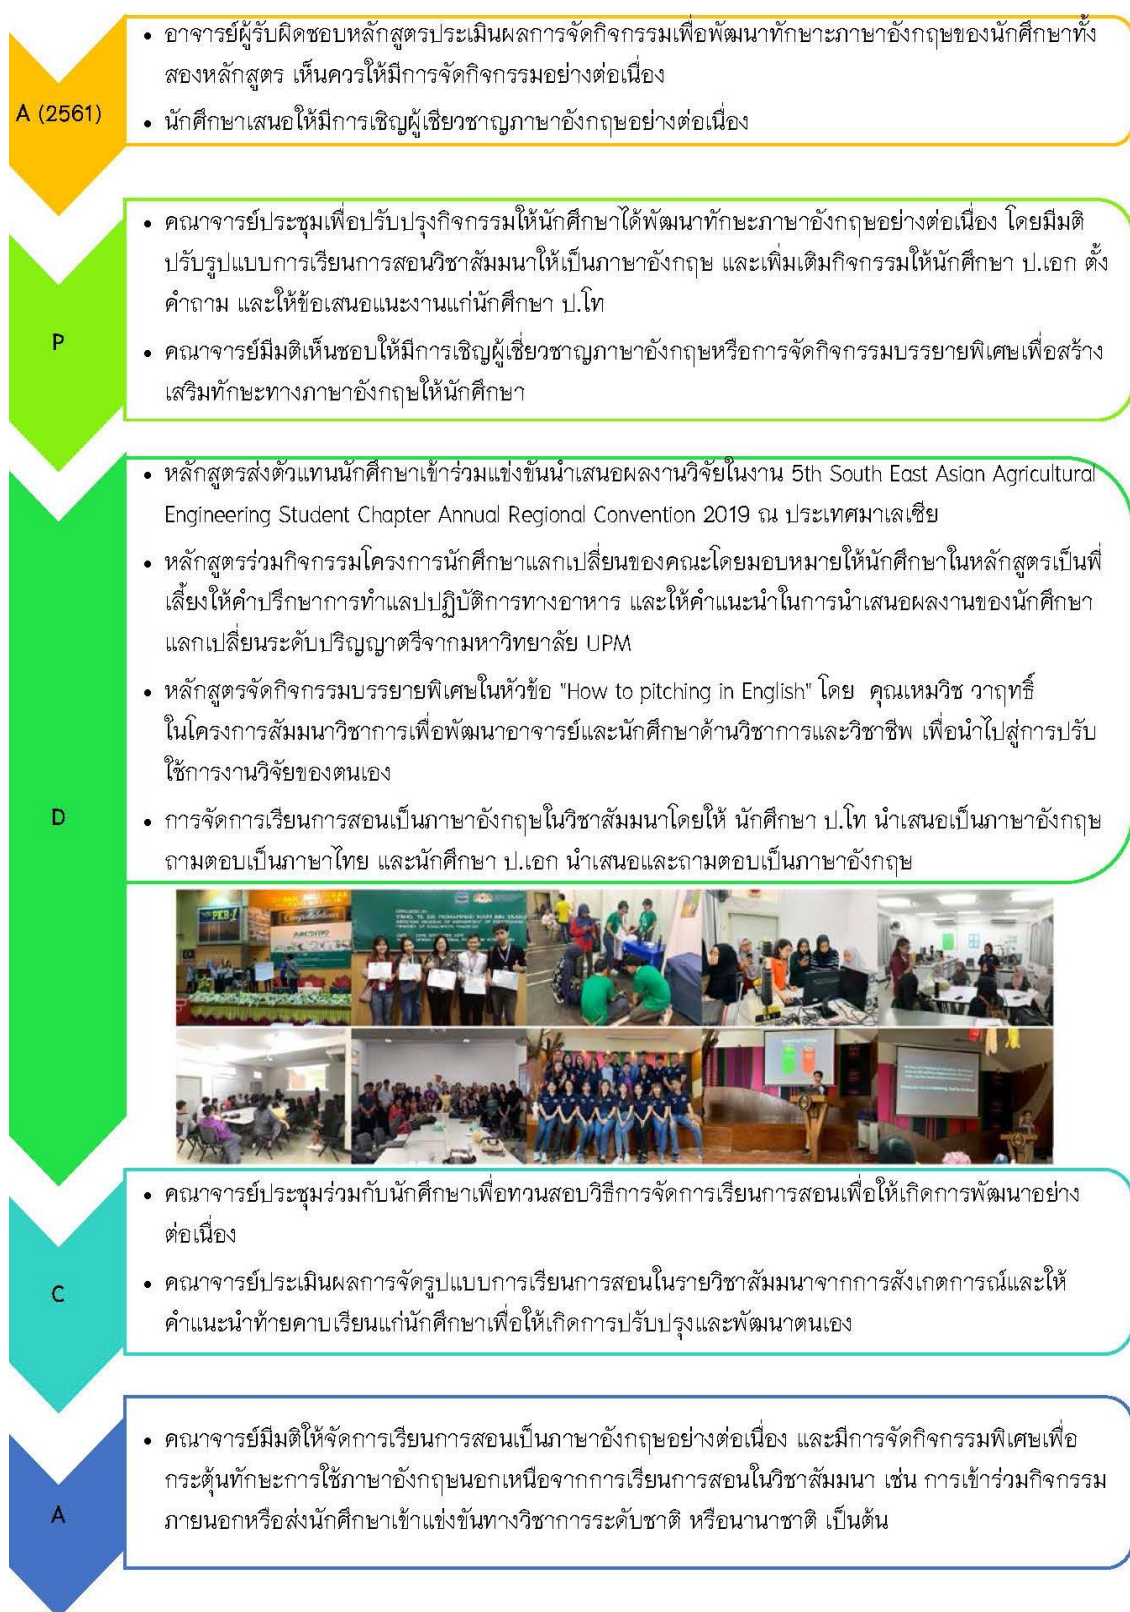 • อาจารย์ผู้รับผิดชอบหลักสูตรประเมินผลการจัดกิจกรรมเพื่อพัฒนาทักษะภาษาอังกฤษของนักศึกษาทั้ง
สองหลักสูตร เห็นควรให้มีการจัดกิจกรรมอย่างต่อเนื่อง
A (2561)
• นักศึกษาเสนอให้มีการเชิญผู้เชียวชาญภาษาอังกฤษอย่างต่อเนื่อง
• คณาจารย์ประชุมเพื่อปรับปรุงกิจกรรมให้นักศึกษาได้พัฒนาทักษะภาษาอังกฤษอย่างต่อเนื่อง โดยมีมติ
ปรับรูปแบบการเรียนการสอนวิชาสัมมนาให้เป็นภาษาอังกฤษ และเพิ่มเติมกิจกรรมให้นักศึกษา ป.เอก ตั้ง
คำถาม และให้ข้อเสนอแนะงานแก่นักศึกษา ป.โท
P
• คณาจารย์มีมติเห็นชอบให้มีการเชิญผู้เชี่ยวชาญภาษาอังกฤษหรือการจัดกิจกรรมบรรยายพิเศษเพื่อสร้าง
เสริมทักษะทางภาษาอังกฤษให้นักศึกษา
• หลักสูตรส่งตัวแทนนักศึกษาเข้าร่วมแข่งขันนำเสนอผลงานวิจัยในงาน 5th South East Asian Agricultural
Engineering Student Chapter Annual Regional Convention 2019 ณ ประเทศมาเลเซีย
• หลักสูตรร่วมกิจกรรมโครงการนักศึกษาแลกเปลี่ยนของคณะโดยมอบหมายให้นักศึกษาในหลักสูตรเป็นพี่
เลี้ยงให้คำปรึกษาการทำแลปปฏิบัติการทางอาหาร และให้คำแนะนำในการนำเสนอผลงานของนักศึกษา
แลกเปลี่ยนระดับปริญญาตรีจากมหาวิทยาลัย UPM
• หลักสูตรจัดกิจกรรมบรรยายพิเศษในหัวข้อ "How to pitching in English" โดย คุณเหมวิช วาฤทธิ์
ในโครงการสัมมนาวิชาการเพื่อพัฒนาอาจารย์และนักศึกษาด้านวิชาการและวิชาชีพ เพื่อนำไปสู่การปรับ
ใช้การงานวิจัยของตนเอง
D
• การจัดการเรียนการสอนเป็นภาษาอังกฤษในวิชาสัมมนาโดยให้ นักศึกษา ป.โท นำเสนอเป็นภาษาอังกฤษ
ถามตอบเป็นภาษาไทย และนักศึกษา ป.เอก นำเสนอและถามตอบเป็นภาษาอังกฤษ
PKB-1
• คณาจารย์ประชุมร่วมกับนักศึกษาเพื่อทวนสอบวิธีการจัดการเรียนการสอนเพื่อให้เกิดการพัฒนาอย่าง
ต่อเนื่อง
C
• คณาจารย์ประเมินผลการจัดรูปแบบการเรียนการสอนในรายวิชาสัมมนาจากการสังเกตการณ์และให้
คำแนะนำท้ายคาบเรียนแก่นักศึกษาเพื่อให้เกิดการปรับปรุงและพัฒนาตนเอง
• คณาจารย์มีมติให้จัดการเรียนการสอนเป็นภาษาอังกฤษอย่างต่อเนื่อง และมีการจัดกิจกรรมพิเศษเพื่อ
กระตุ้นทักษะการใช้ภาษาอังกฤษนอกเหนือจากการเรียนการสอนในวิชาสัมมนา เช่น การเข้าร่วมกิจกรรม
A
ภายนอกหรือส่งนักศึกษาเข้าแข่งขันทางวิชาการระดับชาติ หรือนานาชาติ เป็นต้น